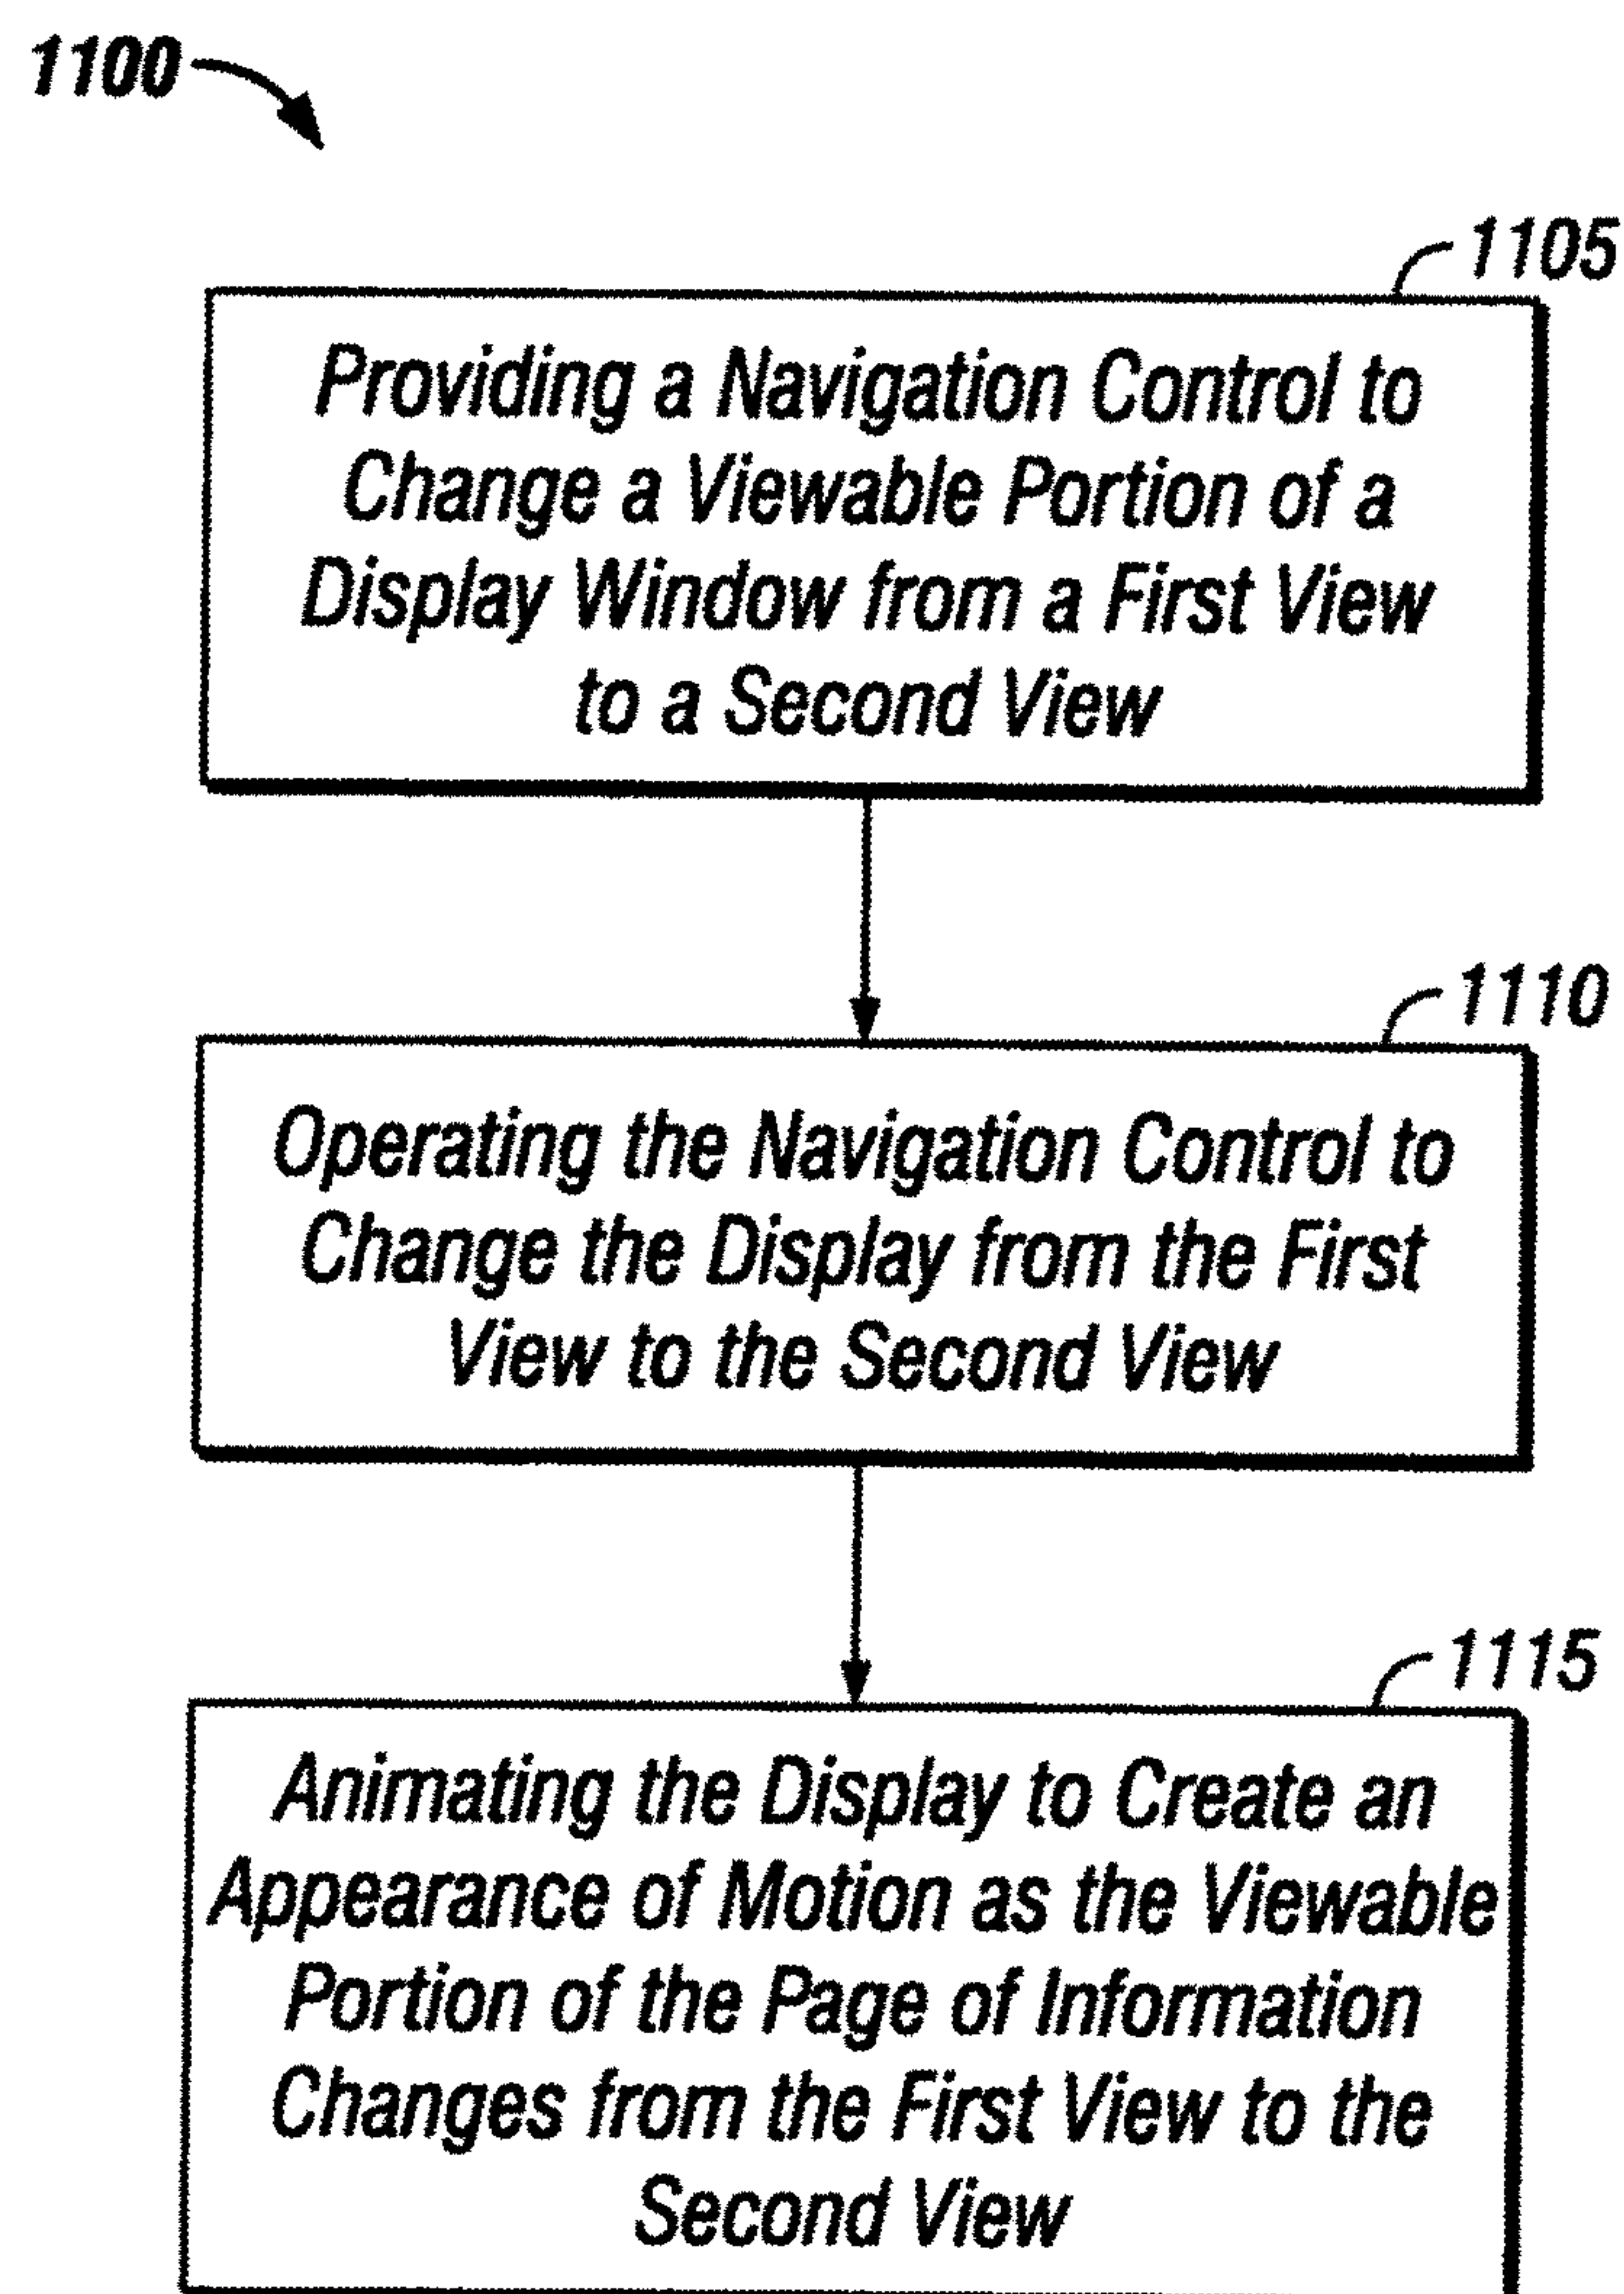 1100
1105
Providing a Navigation Control to
Change a Viewable Portion of a
Display Window from a First View
to a Second View
1110
Operating the Navigation Control to
Change the Display from the First
View to the Second View
1115
Animating the Display to Create an
Appearance of Motion as the Viewable
Portion of the Page of Information
Changes from the First View to the
Second View